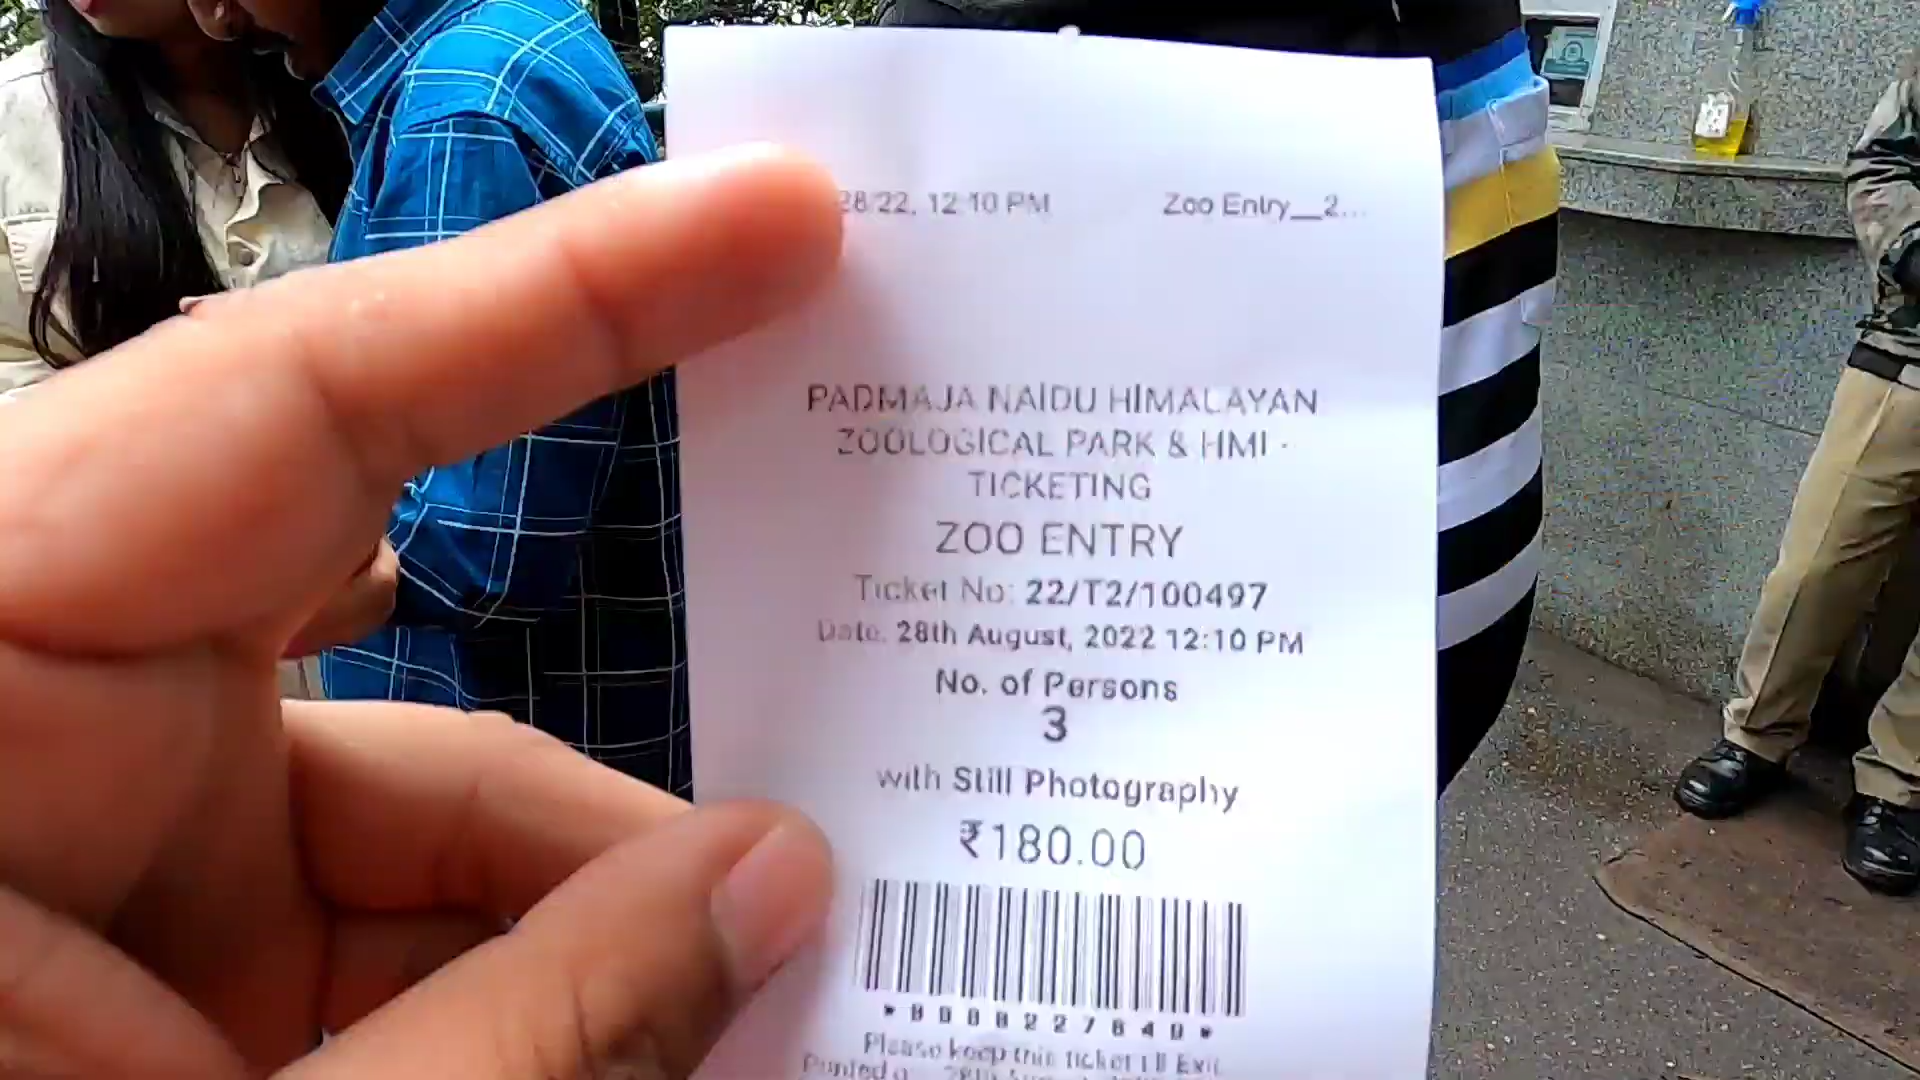 28/22, 12:10 PM Zoo Entry__2...
PADMAJA NAIDU HIMALAYAN
ZOOLOGICAL PARK & HMI -
TICKETING
ZOO ENTRY
Ticket No: 22/T2/100497
Date: 28th August, 2022 12:10 PM
No. of Persons
3
with Still Photography
₹180.00
Please keep this ticket till Exit